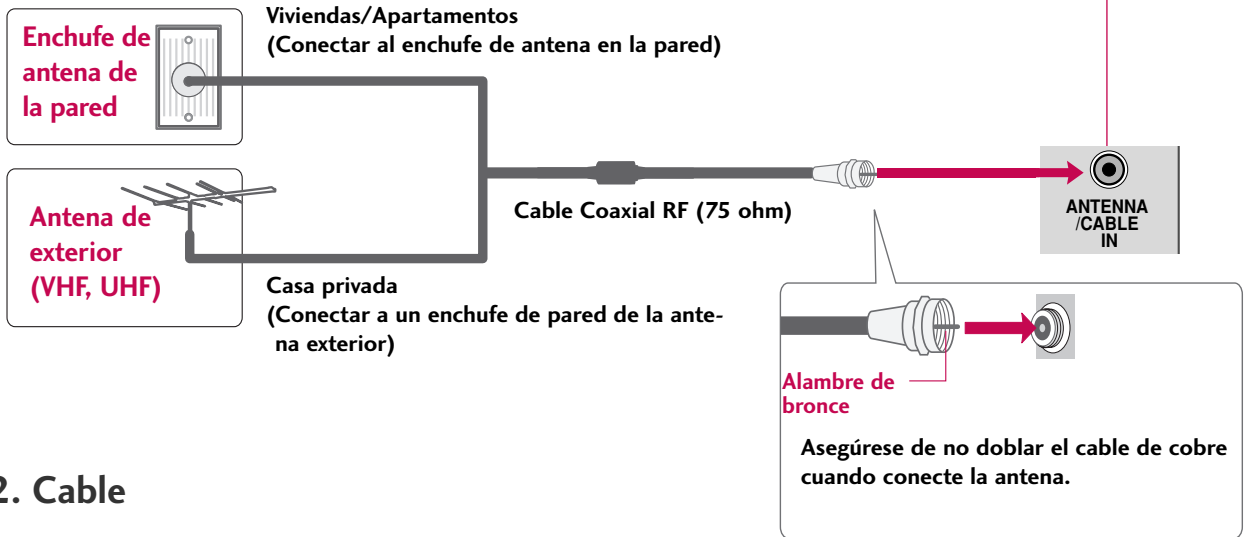 Viviendas/Apartamentos
(Conectar al enchufe de antena en la pared)
Enchufe de
antena de
la pared
Antena de
exterior
(VHF, UHF)
Cable Coaxial RF (75 ohm)
ANTENNA
/CABLE
IN
Casa privada
(Conectar a un enchufe de pared de la ante-
na exterior)
Alambre de
bronce
Asegúrese de no doblar el cable de cobre
cuando conecte la antena.
2. Cable